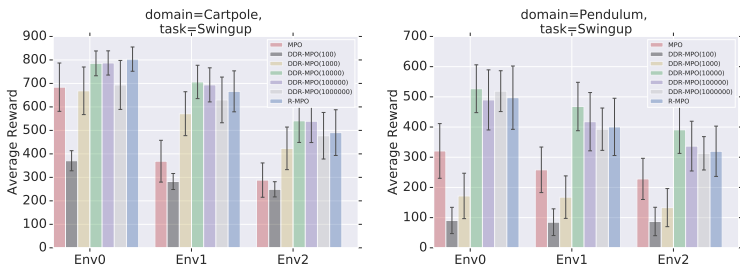 domain=Cartpole,
task=Swingup
Average Reward
900
800
700
600
500
400
300
200
100
0
Env0
Env1
Env2
MPO
DDR-MPO(100)
DDR-MPO(1000)
DDR-MPO(10000)
DDR-MPO(100000)
DDR-MPO(1000000)
R-MPO
domain=Pendulum,
task=Swingup
Average Reward
700
600
500
400
300
200
100
0
Env0
Env1
Env2
MPO
DDR-MPO(100)
DDR-MPO(1000)
DDR-MPO(10000)
DDR-MPO(100000)
DDR-MPO(1000000)
R-MPO